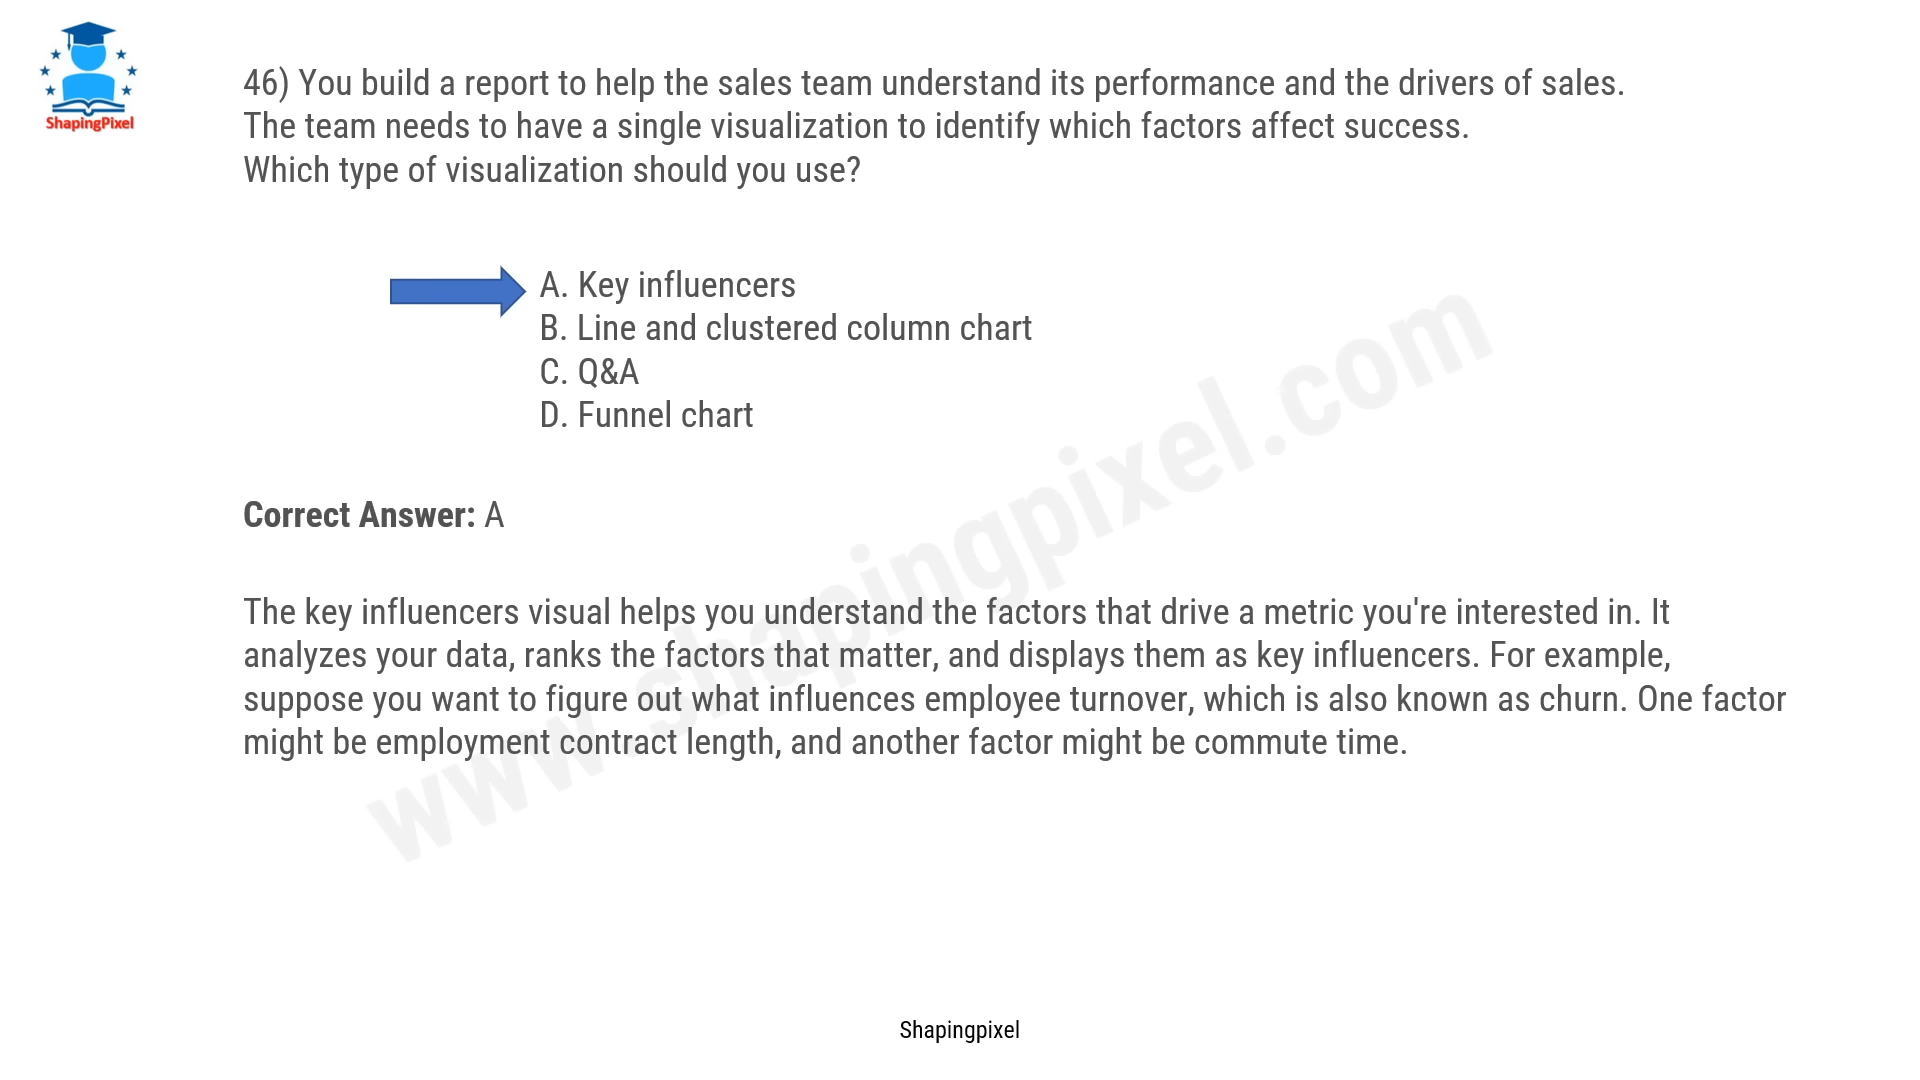 ShapingPixel
46) You build a report to help the sales team understand its performance and the drivers of sales.
The team needs to have a single visualization to identify which factors affect success.
Which type of visualization should you use?
A. Key influencers
B. Line and clustered column chart
C. Q&A
D. Funnel chart
Correct Answer: A
The key influencers visual helps you understand the factors that drive a metric you're interested in. It
analyzes your data, ranks the factors that matter, and displays them as key influencers. For example,
suppose you want to figure out what influences employee turnover, which is also known as churn. One factor
might be employment contract length, and another factor might be commute time.
www.shapingpixel.com
Shapingpixel